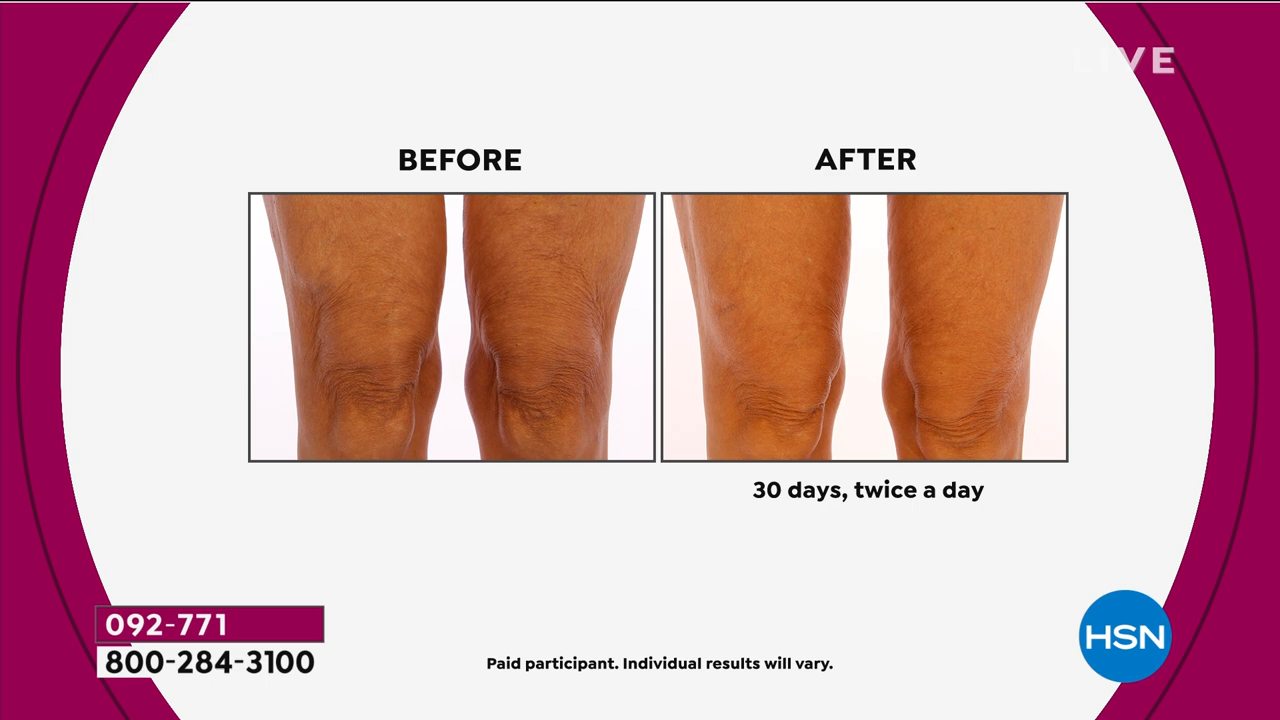 LIVE
BEFORE
AFTER
30 days, twice a day
092-771
800-284-3100
Paid participant. Individual results will vary.
HSN